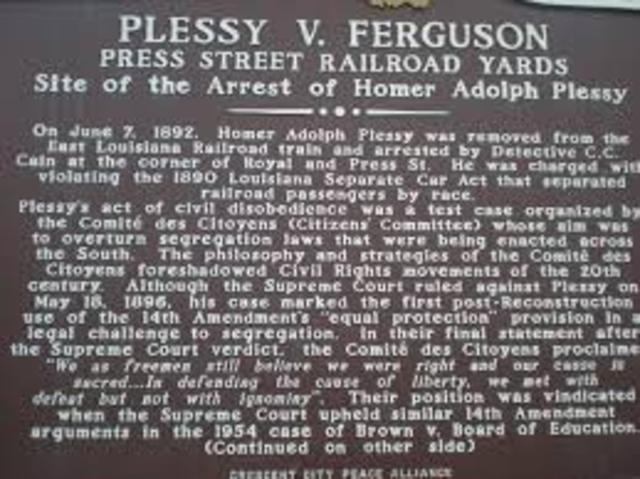 PLESSY V. FERGUSON
PRESS STREET RAILROAD YARDS
Site of the Arrest of Homer Adolph Plessy
On June 7, 1892, Homer Adolph Plessy was removed from the
East Louisiana Railroad train and arrested by Detective C.C.
Cain at the corner of Royal and Press St. He was charged with
violating the 1890 Louisiana Separate Car Act that separated
railroad passengers by race.
Plessy's act of civil disobedience was a test case organized by
the Comité des Citoyens (Citizens' Committee) whose aim was
to overturn segregation laws that were being enacted across
the South. The philosophy and strategies of the Comité des
Citoyens foreshadowed Civil Rights movements of the 20th
century. Although the Supreme Court ruled against Plessy on
May 18, 1896, his case marked the first post-Reconstruction
use of the 14th Amendment's "equal protection" provision in a
legal challenge to segregation. In their final statement after
the Supreme Court verdict, the Comité des Citoyens proclaime
"We as freemen still believe we were right and our cause is
sacred...In defending the cause of liberty, we met with
defeat but not with ignominy". Their position was vindicated
when the Supreme Court upheld similar 14th Amendment
arguments in the 1954 case of Brown v. Board of Education.
(Continued on other side)
CRESCENT CITY PEACE ALLIANCE